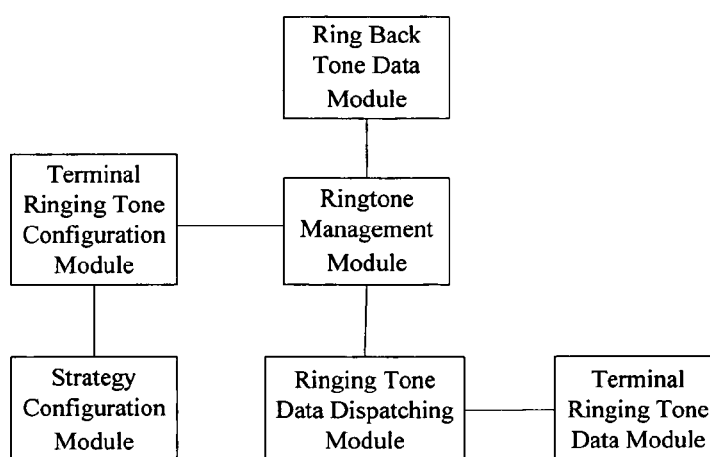 Ring Back
Tone Data
Module
Terminal
Ringing Tone
Configuration
Module
Ringtone
Management
Module
Strategy
Configuration
Module
Ringing Tone
Data Dispatching
Module
Terminal
Ringing Tone
Data Module